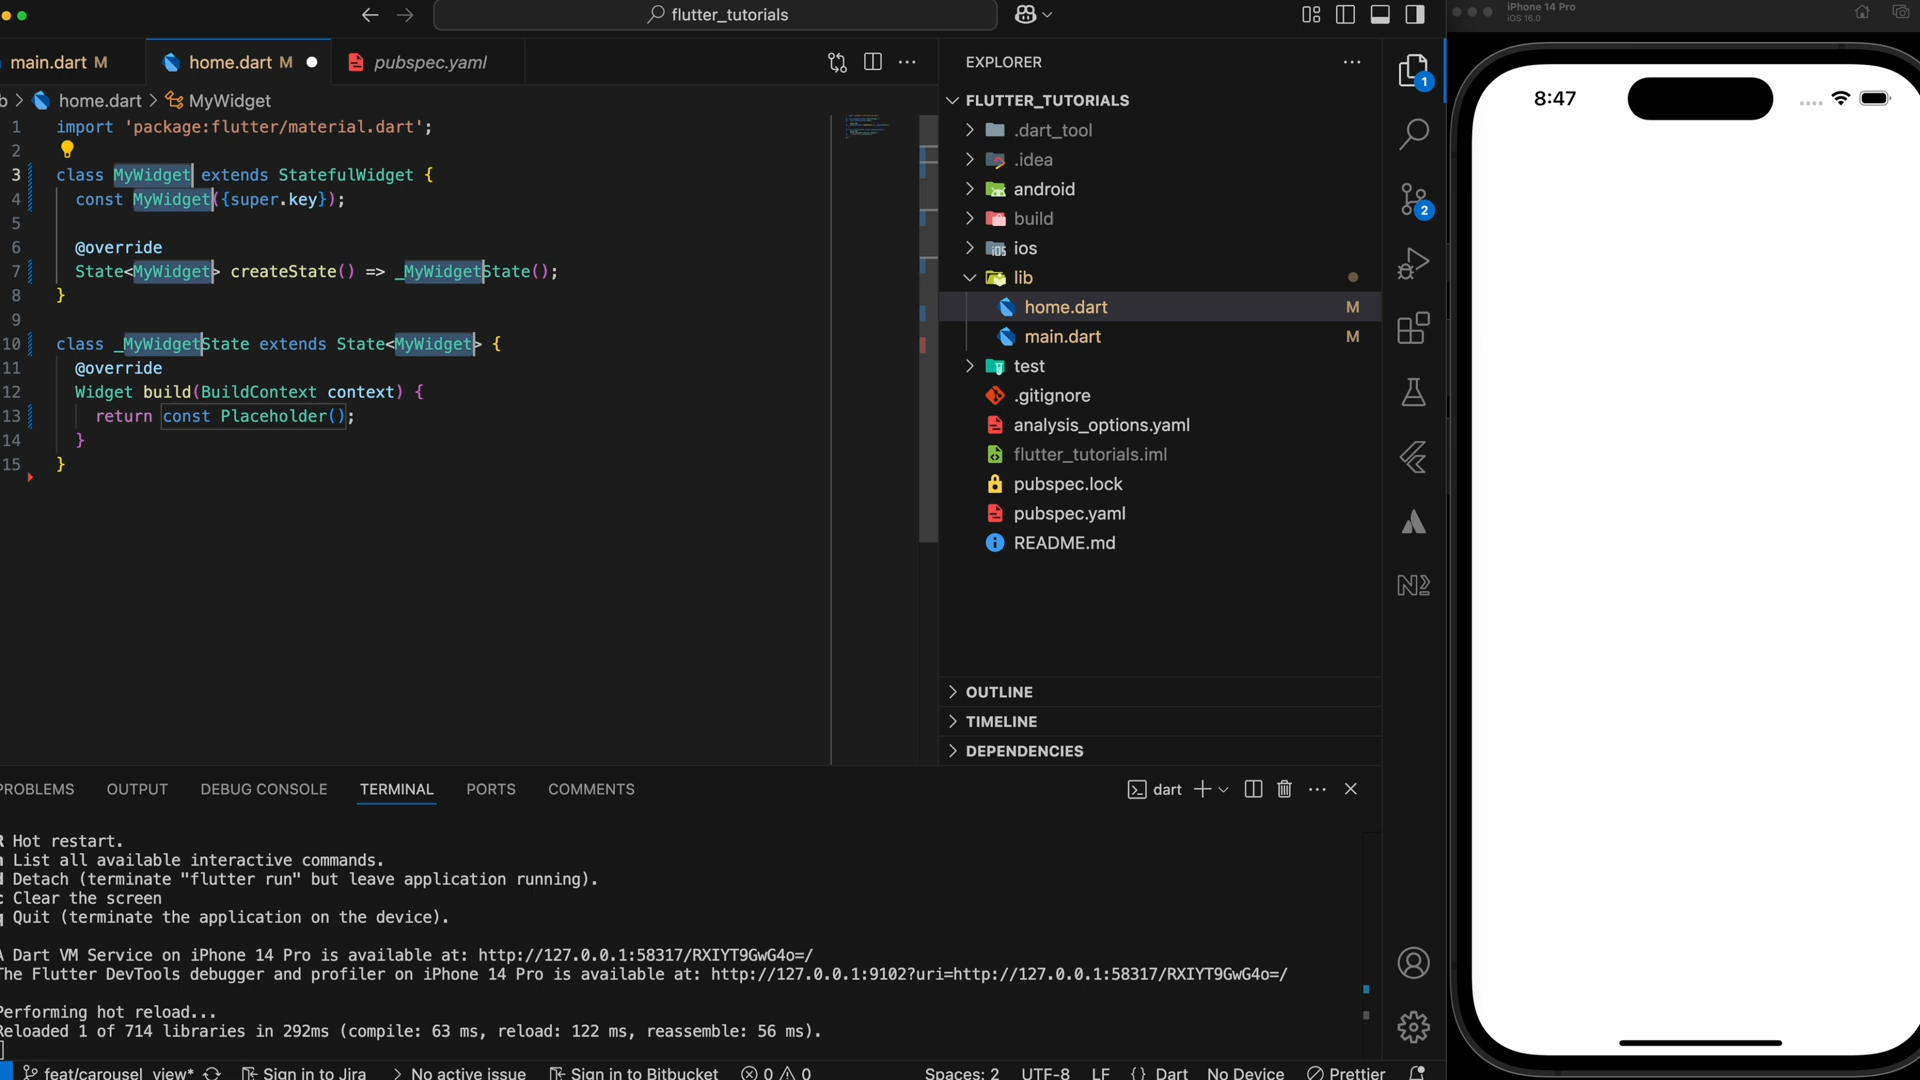 flutter_tutorials
iPhone 14 Pro
iOS 16.0
main.dart M
home.dart M
pubspec.yaml
b > home.dart > MyWidget
1 import 'package:flutter/material.dart';
2
3 class MyWidget extends StatefulWidget {
4 const MyWidget({super.key});
5
6 @override
7 State<MyWidget> createState() => _MyWidgetState();
8 }
9
10 class _MyWidgetState extends State<MyWidget> {
11 @override
12 Widget build(BuildContext context) {
13 return const Placeholder();
14 }
15 }
EXPLORER
FLUTTER_TUTORIALS
.dart_tool
.idea
android
build
ios
lib
home.dart M
main.dart M
test
.gitignore
analysis_options.yaml
flutter_tutorials.iml
pubspec.lock
pubspec.yaml
README.md
OUTLINE
TIMELINE
DEPENDENCIES
1
2
8:47
PROBLEMS OUTPUT DEBUG CONSOLE TERMINAL PORTS COMMENTS
dart
R Hot restart.
h List all available interactive commands.
d Detach (terminate "flutter run" but leave application running).
c Clear the screen
q Quit (terminate the application on the device).
A Dart VM Service on iPhone 14 Pro is available at: http://127.0.0.1:58317/RXIYT9GwG4o=/
The Flutter DevTools debugger and profiler on iPhone 14 Pro is available at: http://127.0.0.1:9102?uri=http://127.0.0.1:58317/RXIYT9GwG4o=/
Performing hot reload...
Reloaded 1 of 714 libraries in 292ms (compile: 63 ms, reload: 122 ms, reassemble: 56 ms).
feat/carousel_view* Sign in to Jira No active issue Sign in to Bitbucket 0 0 Spaces: 2 UTF-8 LF {} Dart No Device Prettier